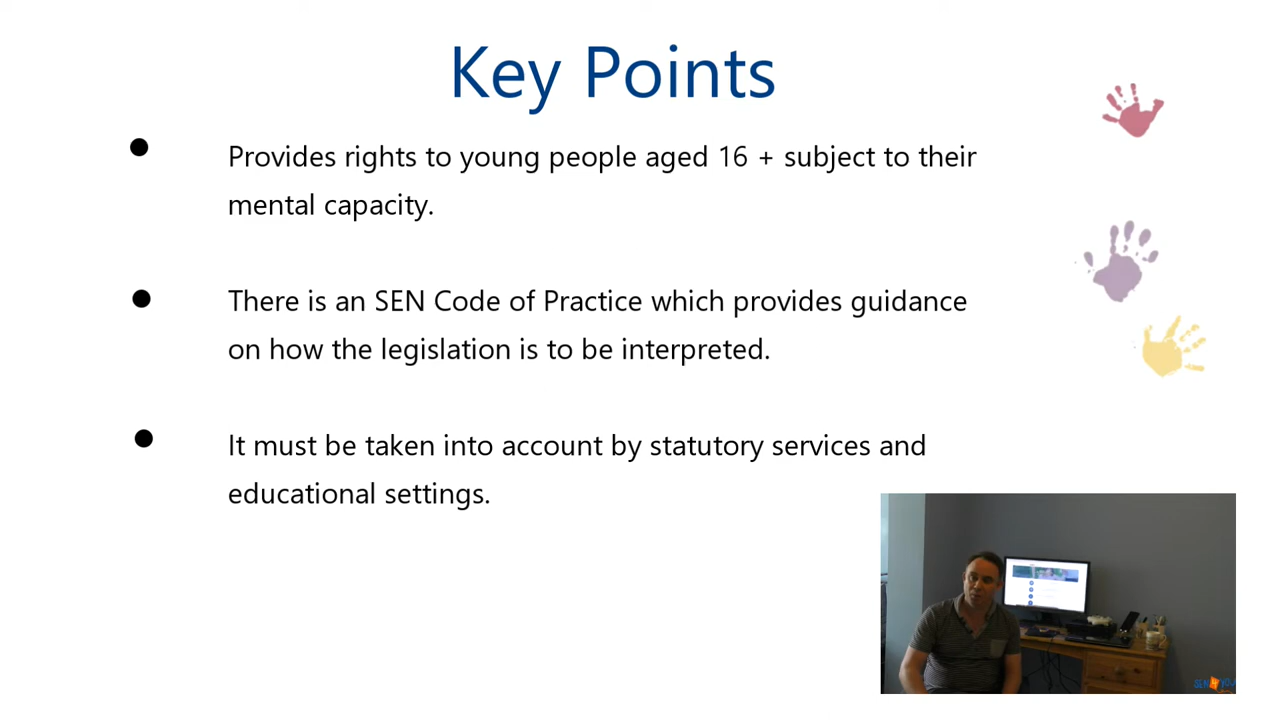 Key Points
Provides rights to young people aged 16 + subject to their
mental capacity.
There is an SEN Code of Practice which provides guidance
on how the legislation is to be interpreted.
It must be taken into account by statutory services and
educational settings.
SEN4YOU